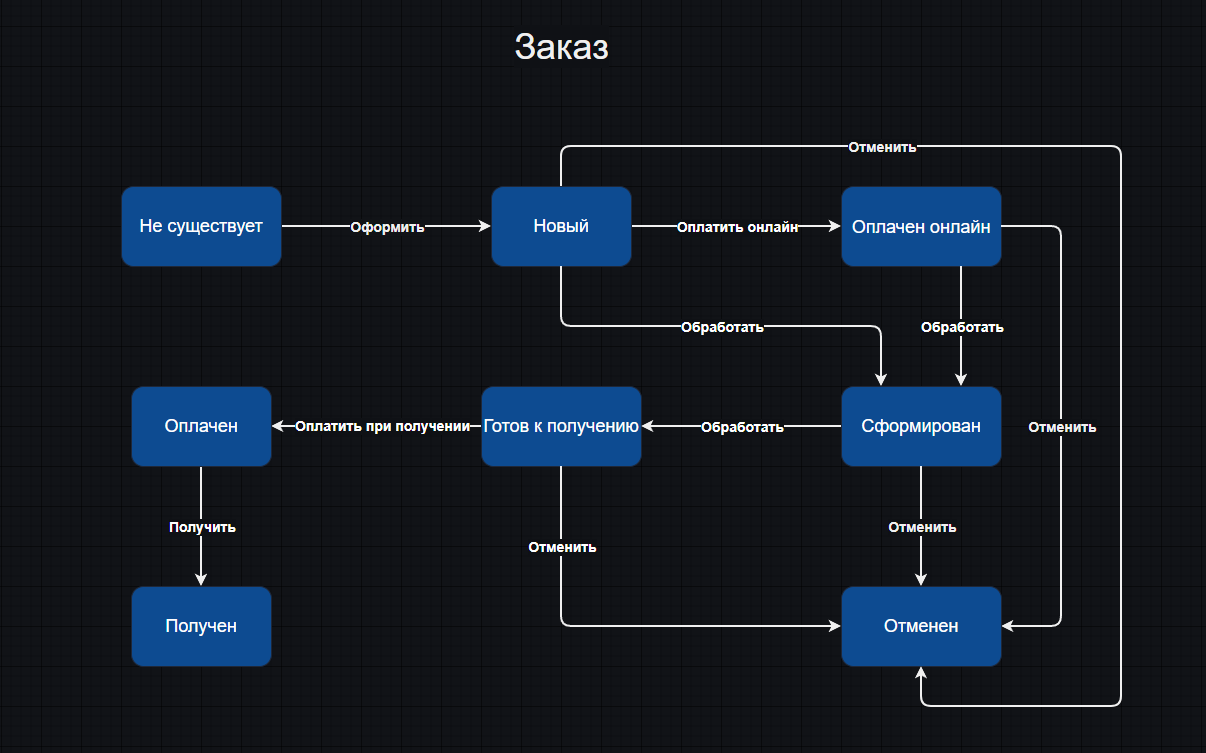 Заказ
Отменить
Не существует
Оформить
Новый
Оплатить онлайн
Оплачен онлайн
Обработать
Обработать
Оплачен
Оплатить при получении
Готов к получению
Обработать
Сформирован
Отменить
Получить
Отменить
Отменить
Получен
Отменен